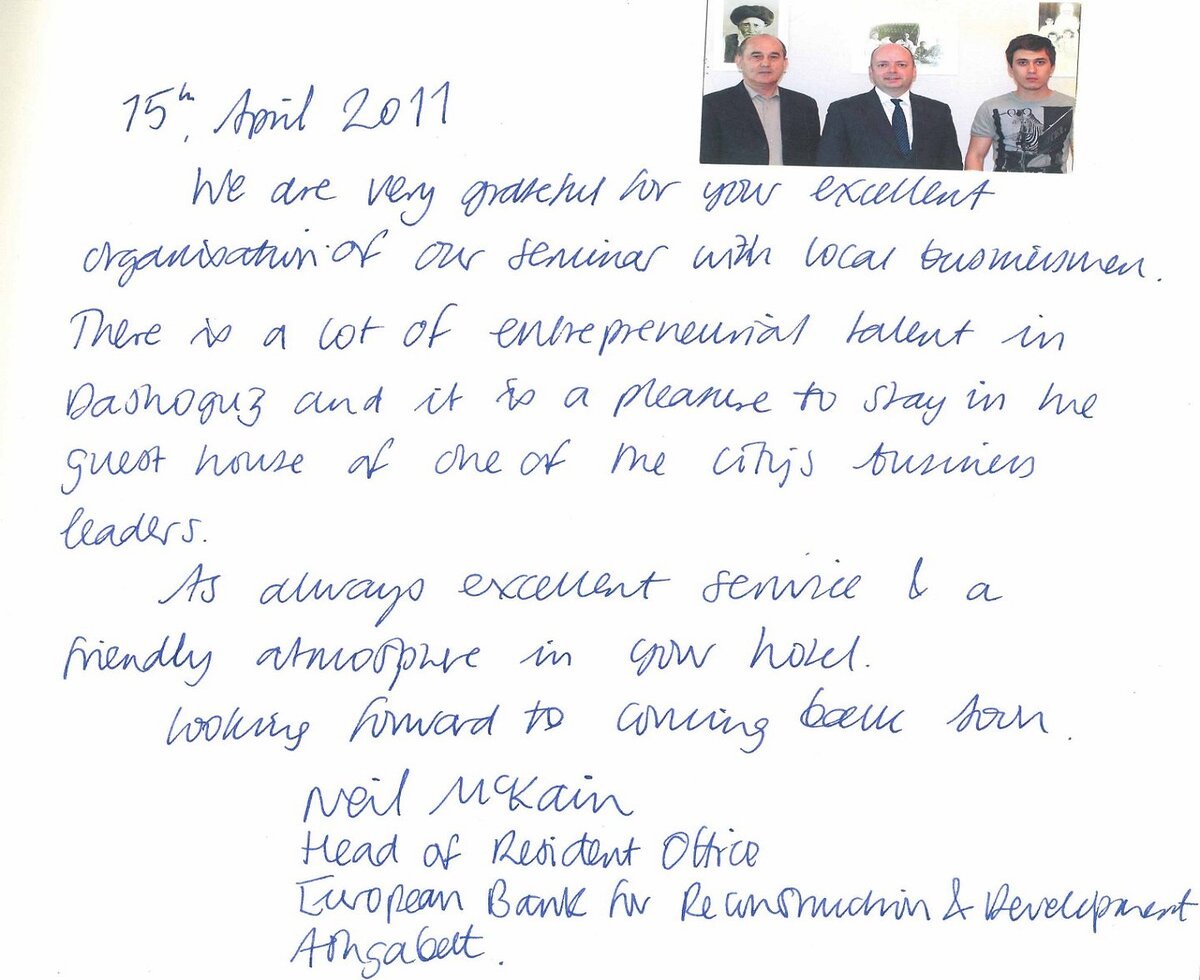 15th April 2011
We are very grateful for your excellent
organisation of our seminar with local businessmen.
There is a lot of entrepreneurial talent in
Dashoguz and it is a pleasure to stay in the
guest house of one of the city's business
leaders.
As always excellent service & a
friendly atmosphere in your hotel.
Looking forward to coming back soon.
Neil McKain
Head of Resident Office
European Bank for Reconstruction & Development
Ashgabat.